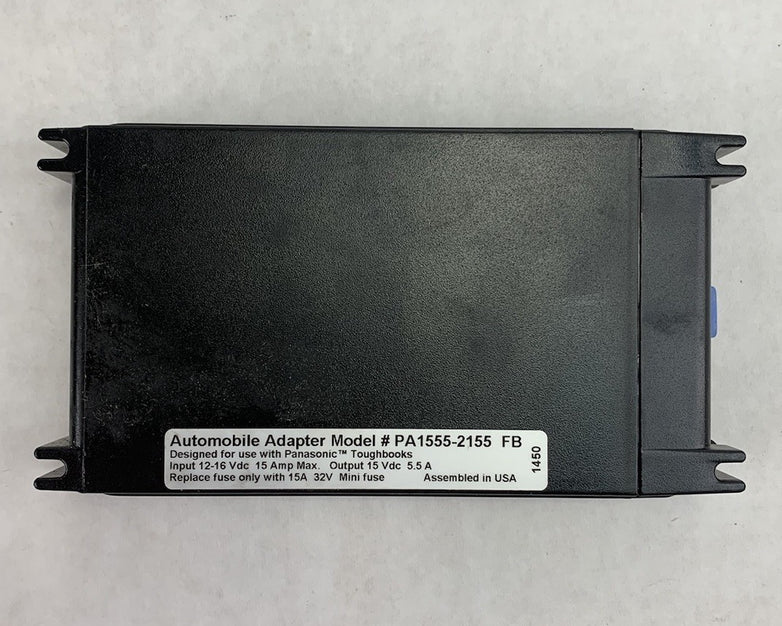 Automobile Adapter Model # PA1555-2155 FB
Designed for use with Panasonic™ Toughbooks
Input 12-16 Vdc 15 Amp Max. Output 15 Vdc 5.5 A
Replace fuse only with 15A 32V Mini fuse Assembled in USA
1450